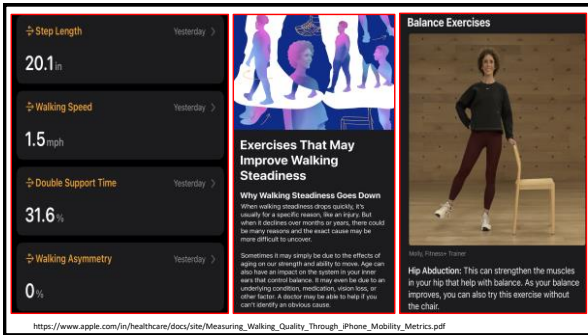 Step Length
Yesterday
20.1 in
Walking Speed
Yesterday
1.5 mph
Double Support Time
Yesterday
31.6 %
Walking Asymmetry
Yesterday
0 %
Exercises That May
Improve Walking
Steadiness
Why Walking Steadiness Goes Down
When walking steadiness drops quickly, it's
usually for a specific reason, like an injury. But
when it declines over months or years, there could
be many reasons and the exact cause may be
more difficult to uncover.
Sometimes it may simply be due to the effects of
aging on our strength and ability to move. Age can
also have an impact on the system in your inner
ears that control balance. It may even be due to an
underlying condition, medication, vision loss, or
other factor. A doctor may be able to help if you
can't identify an obvious cause.
Balance Exercises
Molly, Fitness+ Trainer
Hip Abduction: This can strengthen the muscles
in your hip that help with balance. As your balance
improves, you can also try this exercise without
the chair.
https://www.apple.com/in/healthcare/docs/site/Measuring_Walking_Quality_Through_iPhone_Mobility_Metrics.pdf